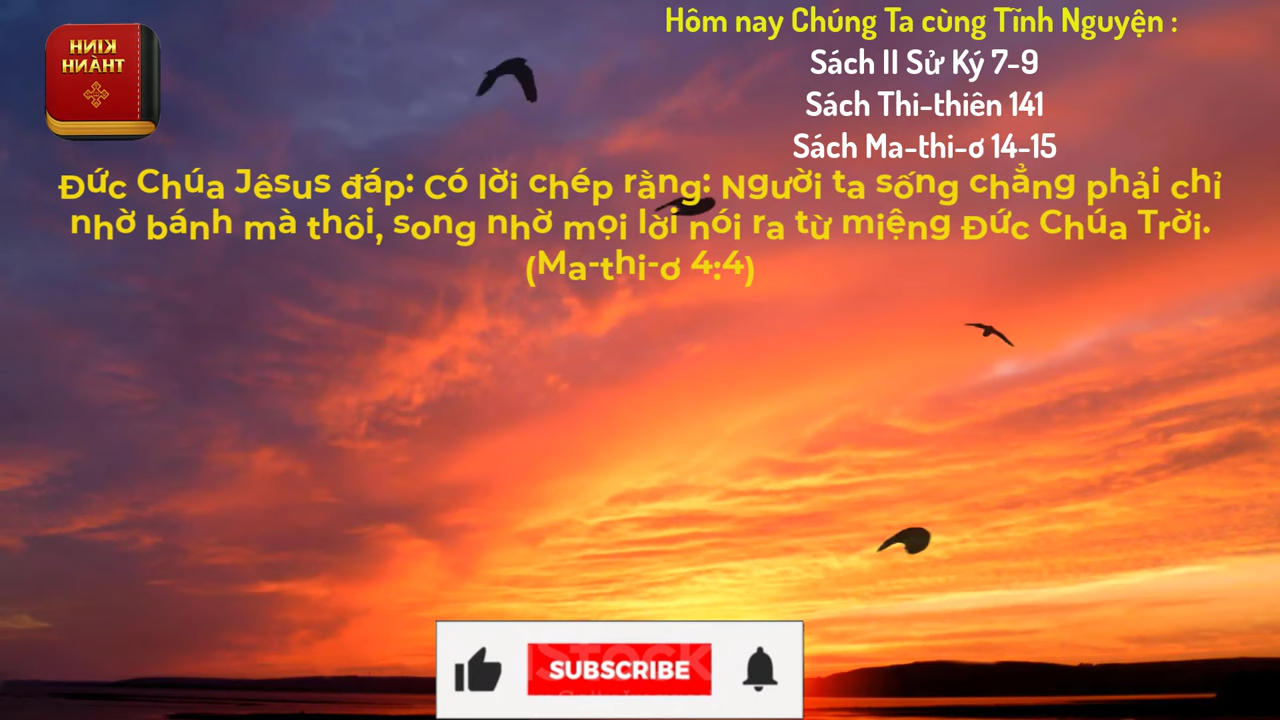 KINH
THÀNH
Hôm nay Chúng Ta cùng Tĩnh Nguyện :
Sách II Sử Ký 7-9
Sách Thi-thiên 141
Sách Ma-thi-ơ 14-15
Đức Chúa Jêsus đáp: Có lời chép rằng: Người ta sống chẳng phải chỉ
nhờ bánh mà thôi, song nhờ mọi lời nói ra từ miệng Đức Chúa Trời.
(Ma-thi-ơ 4:4)
SUBSCRIBE